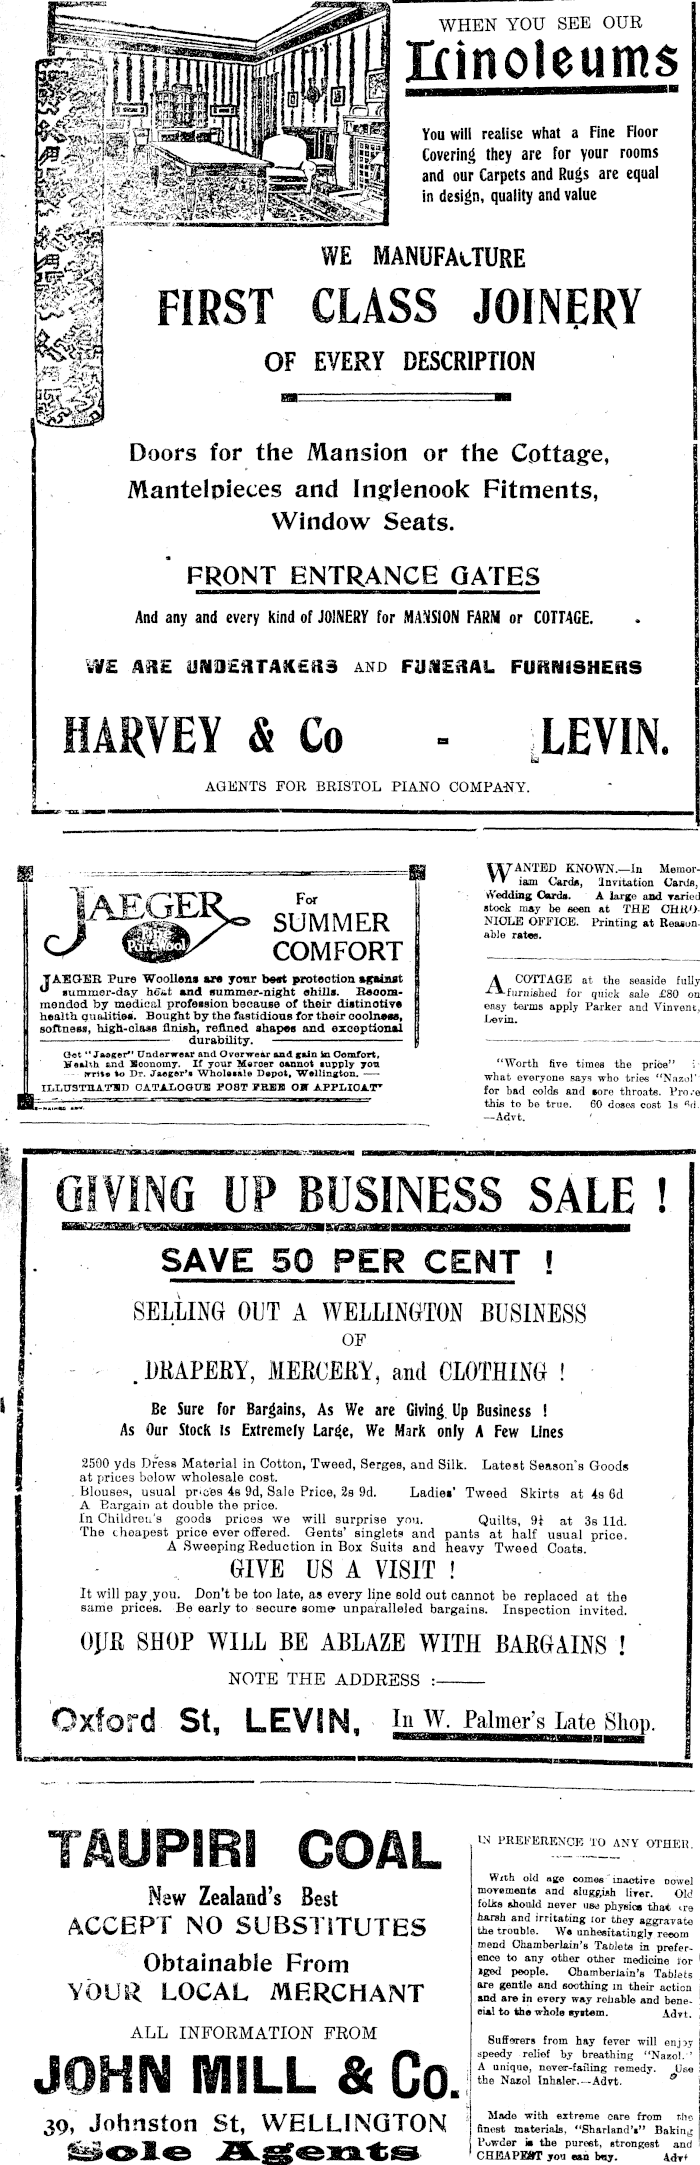 WHEN YOU SEE OUR
Linoleums
You will realise what a Fine Floor
Covering they are for your rooms
and our Carpets and Rugs are equal
in design, quality and value
WE MANUFACTURE
FIRST CLASS JOINERY
OF EVERY DESCRIPTION
Doors for the Mansion or the Cottage,
Mantelpieces and Inglenook Fitments,
Window Seats.
FRONT ENTRANCE GATES
And any and every kind of JOINERY for MANSION FARM or COTTAGE.
WE ARE UNDERTAKERS AND FUNERAL FURNISHERS
HARVEY & Co - LEVIN.
AGENTS FOR BRISTOL PIANO COMPANY.
JAEGER
Pure Wool
For
SUMMER
COMFORT
JAEGER Pure Woollens are your best protection against
summer-day heat and summer-night chills. Recom-
mended by medical profession because of their distinctive
health qualities. Bought by the fastidious for their coolness,
softness, high-class finish, refined shapes and exceptional
durability.
Get "Jaeger" Underwear and Overwear and gain in Comfort,
Health and Economy. If your Mercer cannot supply you
write to Dr. Jaeger's Wholesale Depot, Wellington.
ILLUSTRATED CATALOGUE POST FREE ON APPLICAT
WANTED KNOWN.—In Memor-
iam Cards, Invitation Cards,
Wedding Cards. A large and varied
stock may be seen at THE CHRO-
NICLE OFFICE. Printing at Reason-
able rates.
A COTTAGE at the seaside fully
furnished for quick sale £80 on
easy terms apply Parker and Vincent,
Levin.
"Worth five times the price" i
what everyone says who tries "Nazol"
for bad colds and sore throats. Prove
this to be true. 60 doses cost 1s 6d.
—Advt.
GIVING UP BUSINESS SALE !
SAVE 50 PER CENT !
SELLING OUT A WELLINGTON BUSINESS
OF
DRAPERY, MERCERY, and CLOTHING !
Be Sure for Bargains, As We are Giving Up Business !
As Our Stock is Extremely Large, We Mark only A Few Lines
2500 yds Dress Material in Cotton, Tweed, Serges, and Silk. Latest Season's Goods
at prices below wholesale cost.
Blouses, usual prices 4s 9d, Sale Price, 2s 9d. Ladies' Tweed Skirts at 4s 6d
A Bargain at double the price.
In Children's goods prices we will surprise you. Quilts, at 3s 11d.
The cheapest price ever offered. Gents' singlets and pants at half usual price.
A Sweeping Reduction in Box Suits and heavy Tweed Coats.
GIVE US A VISIT !
It will pay you. Don't be too late, as every line sold out cannot be replaced at the
same prices. Be early to secure some unparalleled bargains. Inspection invited.
OUR SHOP WILL BE ABLAZE WITH BARGAINS !
NOTE THE ADDRESS :——
Oxford St, LEVIN, In W. Palmer's Late Shop.
TAUPIRI COAL
New Zealand's Best
ACCEPT NO SUBSTITUTES
Obtainable From
YOUR LOCAL MERCHANT
ALL INFORMATION FROM
JOHN MILL & Co.
39, Johnston St, WELLINGTON
Sole Agents
IN PREFERENCE TO ANY OTHER.
With old age comes inactive bowel
movements and sluggish liver. Old
folks should never use physics that are
harsh and irritating for they aggravate
the trouble. We unhesitatingly recom
mend Chamberlain's Tablets in prefer-
ence to any other other medicine for
aged people. Chamberlain's Tablets
are gentle and soothing in their action
and are in every way reliable and bene-
cial to the whole system. Advt.
Sufferers from hay fever will enjoy
speedy relief by breathing "Nazol."
A unique, never-failing remedy. Use
the Nazol Inhaler.—Advt.
Made with extreme care from the
finest materials, "Sharland's" Baking
Powder is the purest, strongest and
CHEAPEST you can buy. Advt